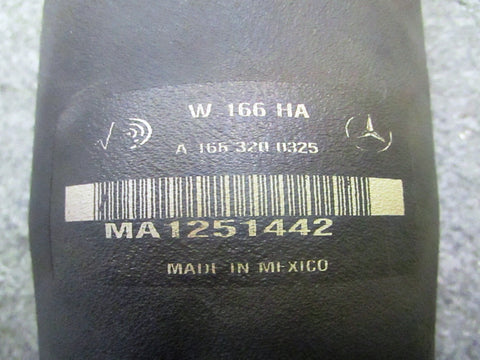 W 166 HA
A 166 320 0325
MA1251442
MADE IN MEXICO